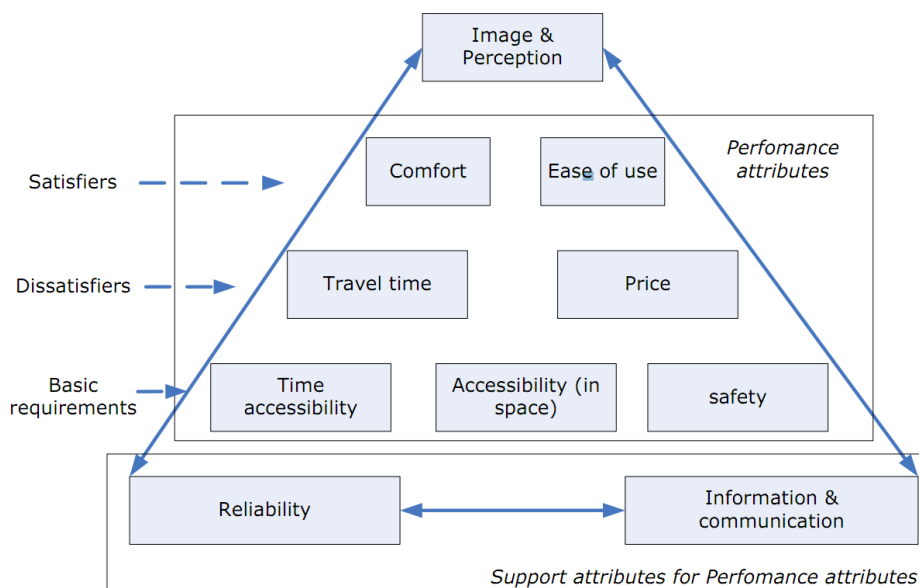 Image &
Perception
Perfomance
attributes
Satisfiers
Comfort
Ease of use
Dissatisfiers
Travel time
Price
Basic
requirements
Time
accessibility
Accessibility (in
space)
safety
Reliability
Information &
communication
Support attributes for Perfomance attributes